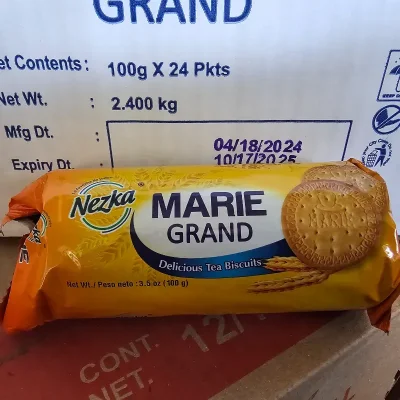 GRAND
et Contents : 100g X 24 Pkts
Net Wt. : 2.400 kg
Mfg Dt. : 04/18/2024
Expiry Dt. 10/17/2025
Nezka
MARIE
GRAND
Delicious Tea Biscuits
Net Wt. / Peso neto : 3.5 oz (100 g)
MARIE
CONT. 12/
NET.